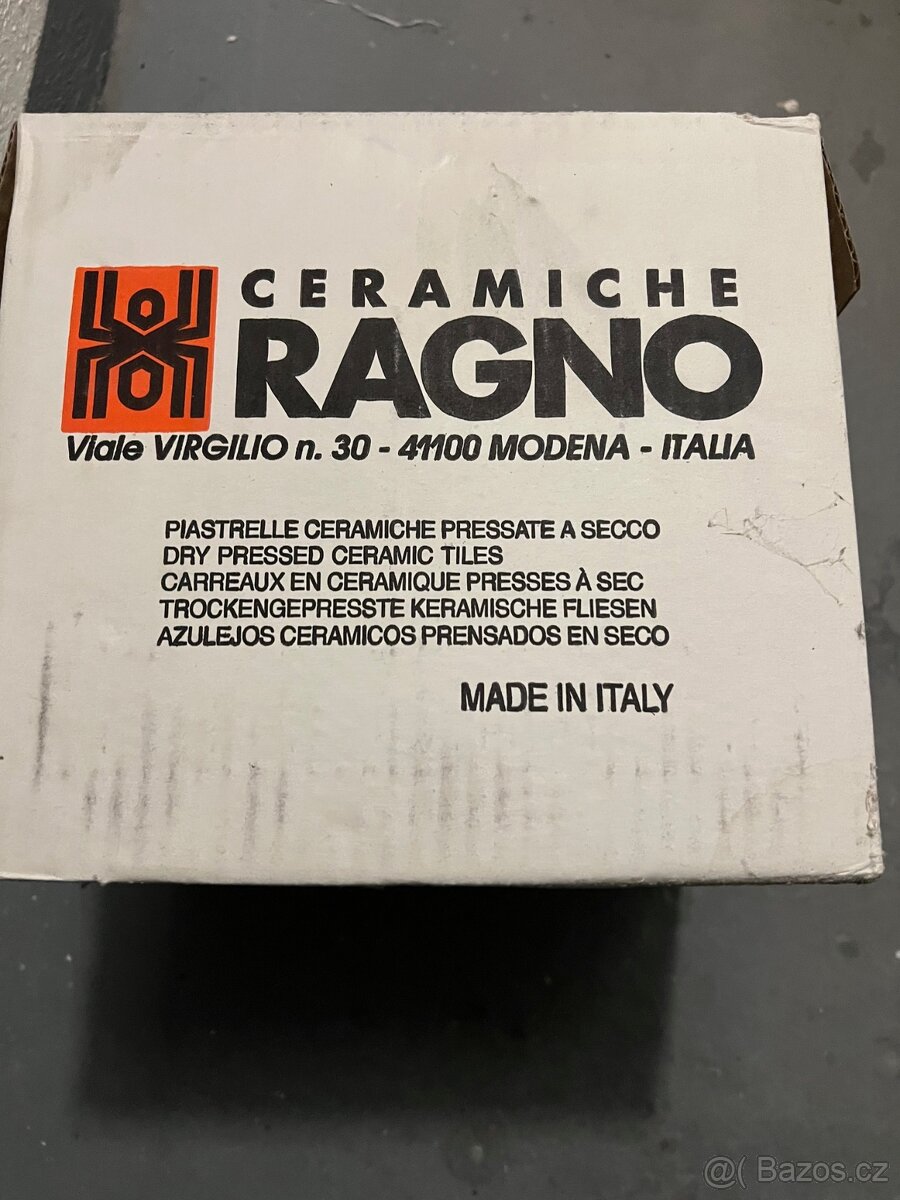 CERAMICHE
RAGNO
Viale VIRGILIO n. 30 - 41100 MODENA - ITALIA
PIASTRELLE CERAMICHE PRESSATE A SECCO
DRY PRESSED CERAMIC TILES
CARREAUX EN CERAMIQUE PRESSES À SEC
TROCKENGEPRESSTE KERAMISCHE FLIESEN
AZULEJOS CERAMICOS PRENSADOS EN SECO
MADE IN ITALY
@( Bazos.cz